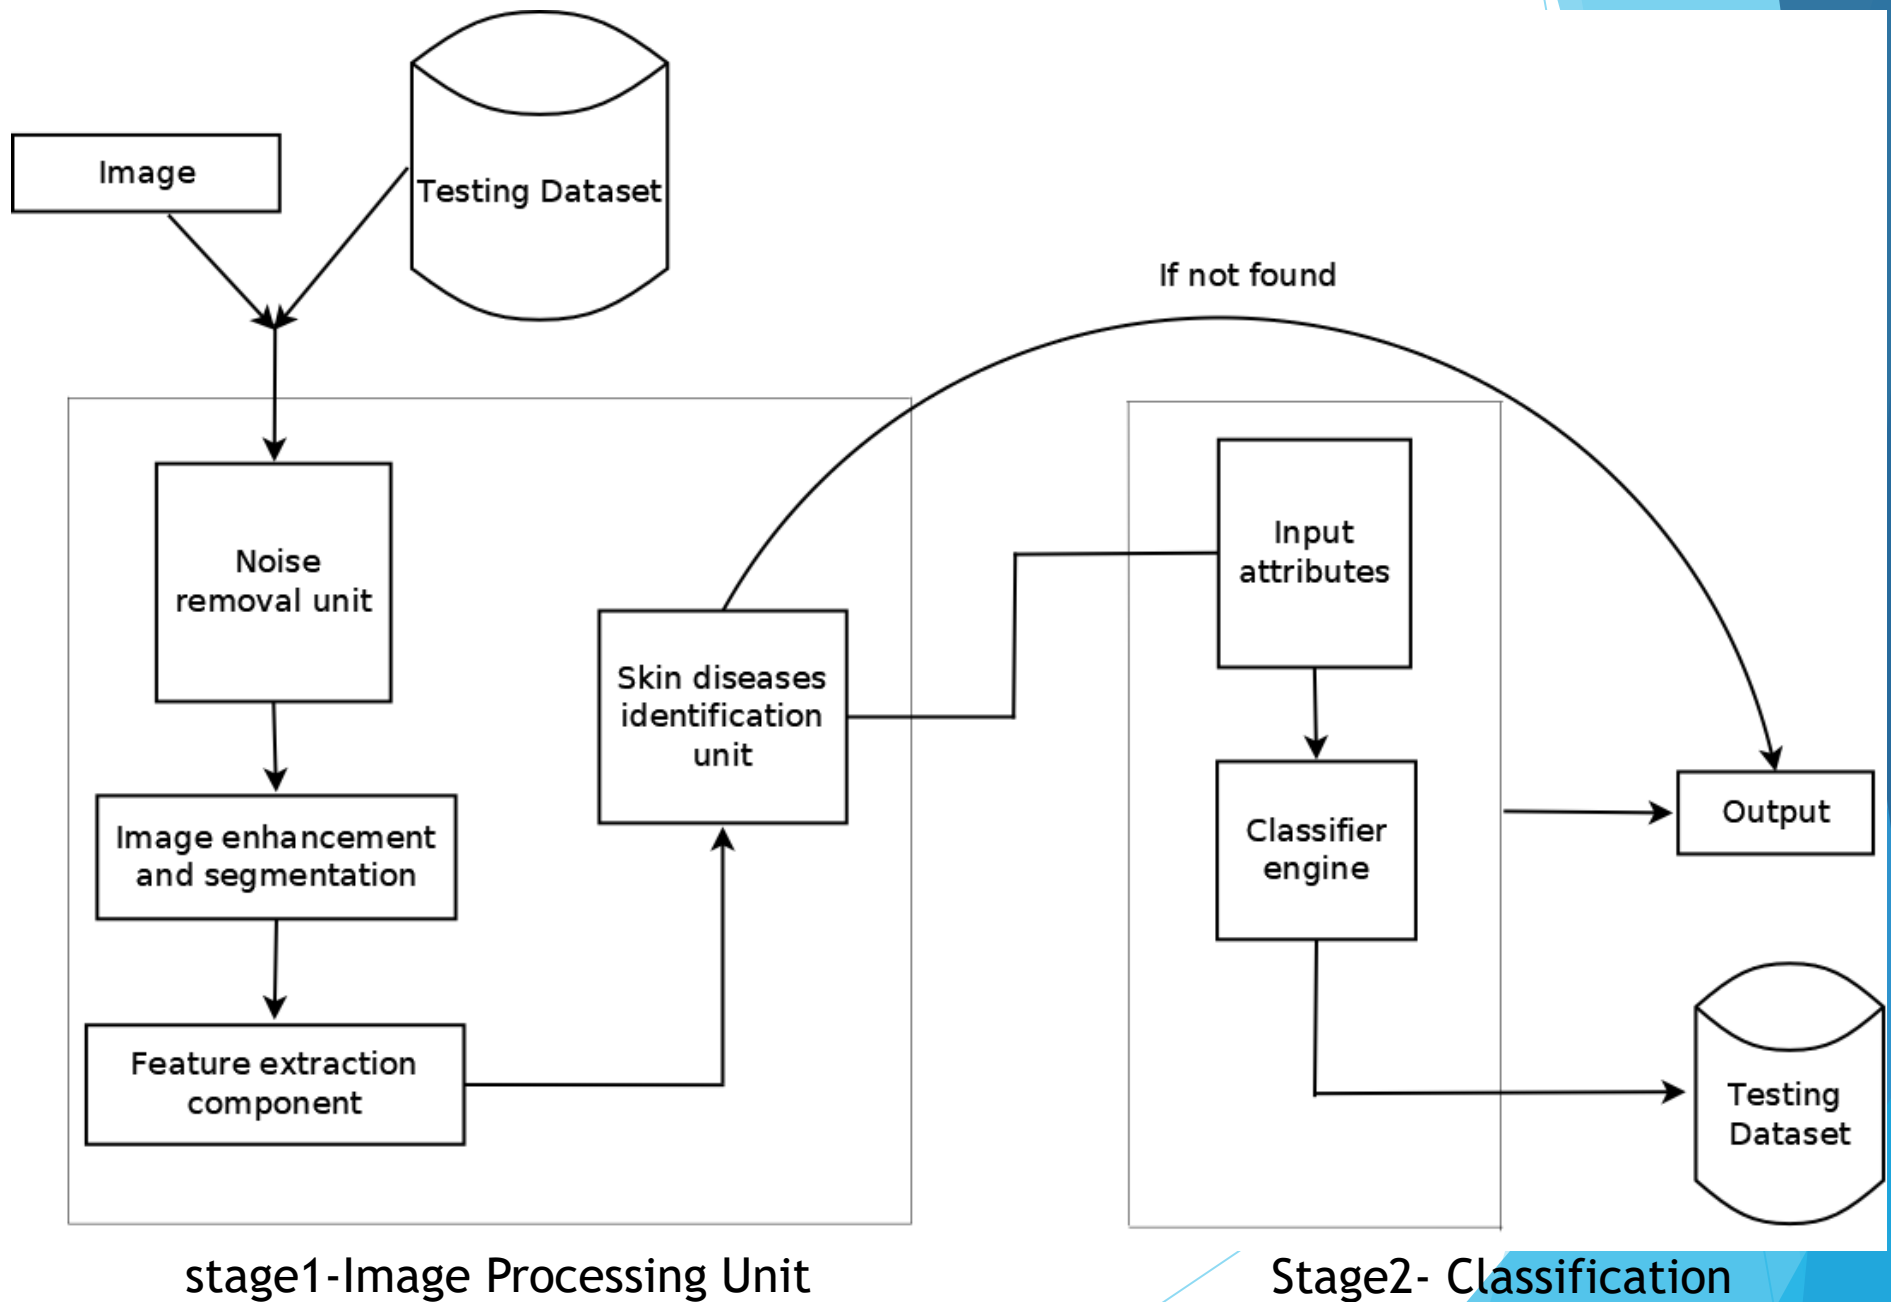 Image
Testing Dataset
If not found
Noise
removal unit
Image enhancement
and segmentation
Feature extraction
component
Skin diseases
identification
unit
Input
attributes
Classifier
engine
Output
Testing
Dataset
stage1-Image Processing Unit
Stage2- Classification